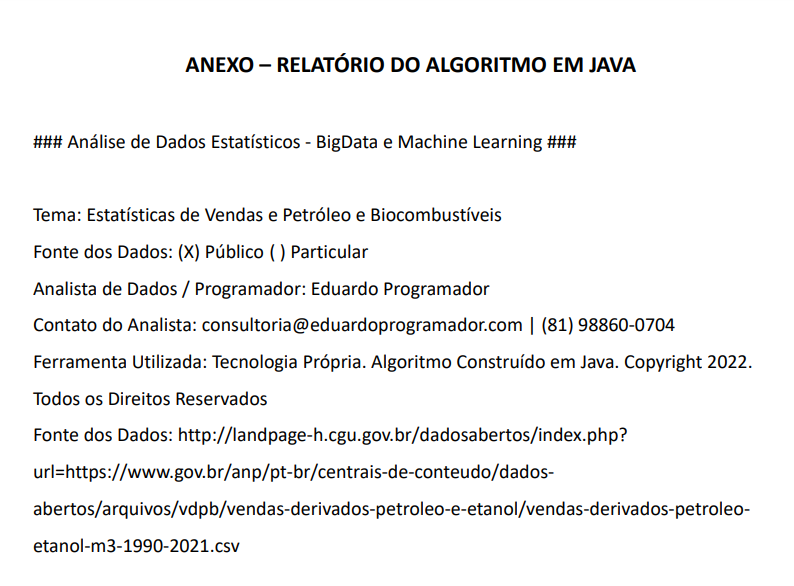 ANEXO – RELATÓRIO DO ALGORITMO EM JAVA
### Análise de Dados Estatísticos - BigData e Machine Learning ###
Tema: Estatísticas de Vendas e Petróleo e Biocombustíveis
Fonte dos Dados: (X) Público ( ) Particular
Analista de Dados / Programador: Eduardo Programador
Contato do Analista: consultoria@eduardoprogramador.com | (81) 98860-0704
Ferramenta Utilizada: Tecnologia Própria. Algoritmo Construído em Java. Copyright 2022.
Todos os Direitos Reservados
Fonte dos Dados: http://landpage-h.cgu.gov.br/dadosabertos/index.php?
url=https://www.gov.br/anp/pt-br/centrais-de-conteudo/dados-
abertos/arquivos/vdpb/vendas-derivados-petroleo-e-etanol/vendas-derivados-petroleo-
etanol-m3-1990-2021.csv